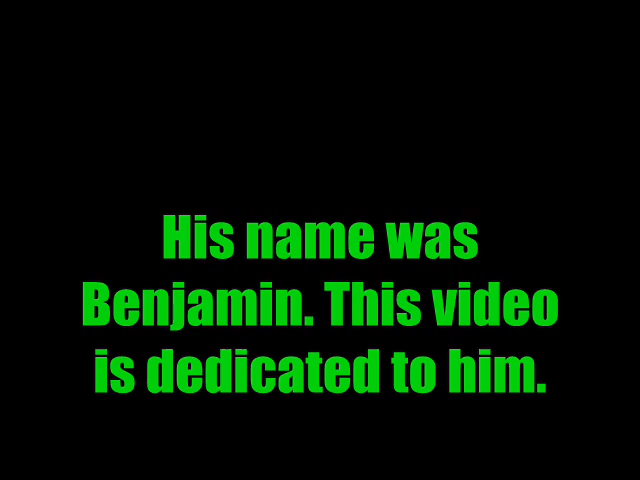 His name was
Benjamin. This video
is dedicated to him.